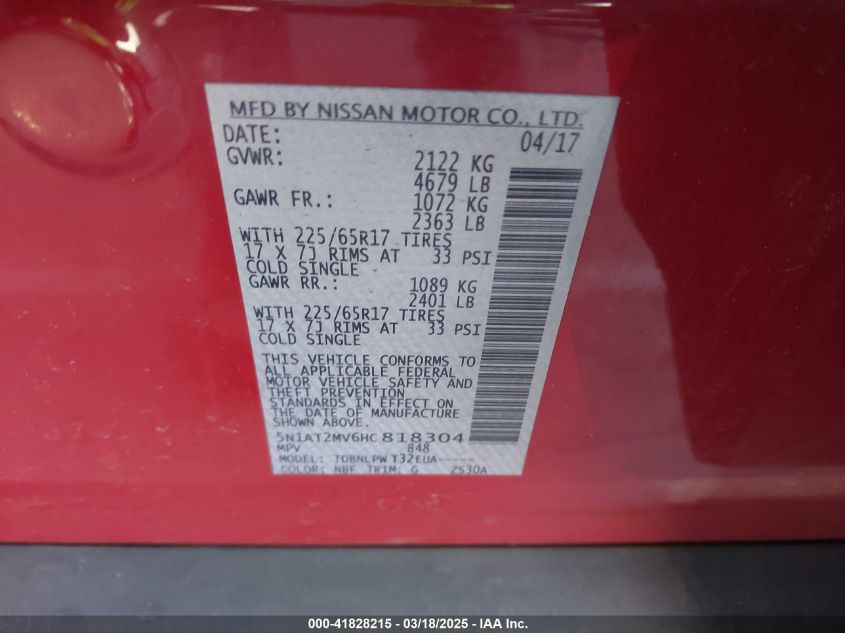 MFD BY NISSAN MOTOR CO., LTD.
DATE: 04/17
GVWR: 2122 KG
4679 LB
GAWR FR.: 1072 KG
2363 LB
WITH 225/65R17 TIRES
17 X 7J RIMS AT 33 PSI
COLD SINGLE
GAWR RR.: 1089 KG
2401 LB
WITH 225/65R17 TIRES
17 X 7J RIMS AT 33 PSI
COLD SINGLE
THIS VEHICLE CONFORMS TO
ALL APPLICABLE FEDERAL
MOTOR VEHICLE SAFETY AND
THEFT PREVENTION
STANDARDS IN EFFECT ON
THE DATE OF MANUFACTURE
SHOWN ABOVE.
5N1AT2MV6HC818304
MPV 848
MODEL: TDBNLPW T32EUA-----
COLOR: NBF TRIM: G ZS30A
000-41828215 — 03/18/2025 — IAA Inc.